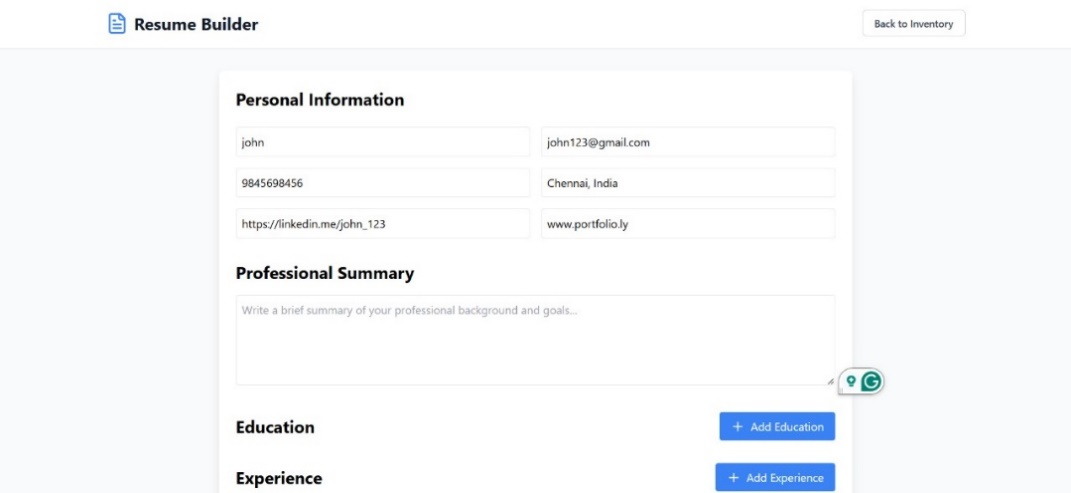 Resume Builder
Back to Inventory
Personal Information
john
john123@gmail.com
9845698456
Chennai, India
https://linkedin.me/john_123
www.portfolio.ly
Professional Summary
Write a brief summary of your professional background and goals...
Education
+ Add Education
Experience
+ Add Experience